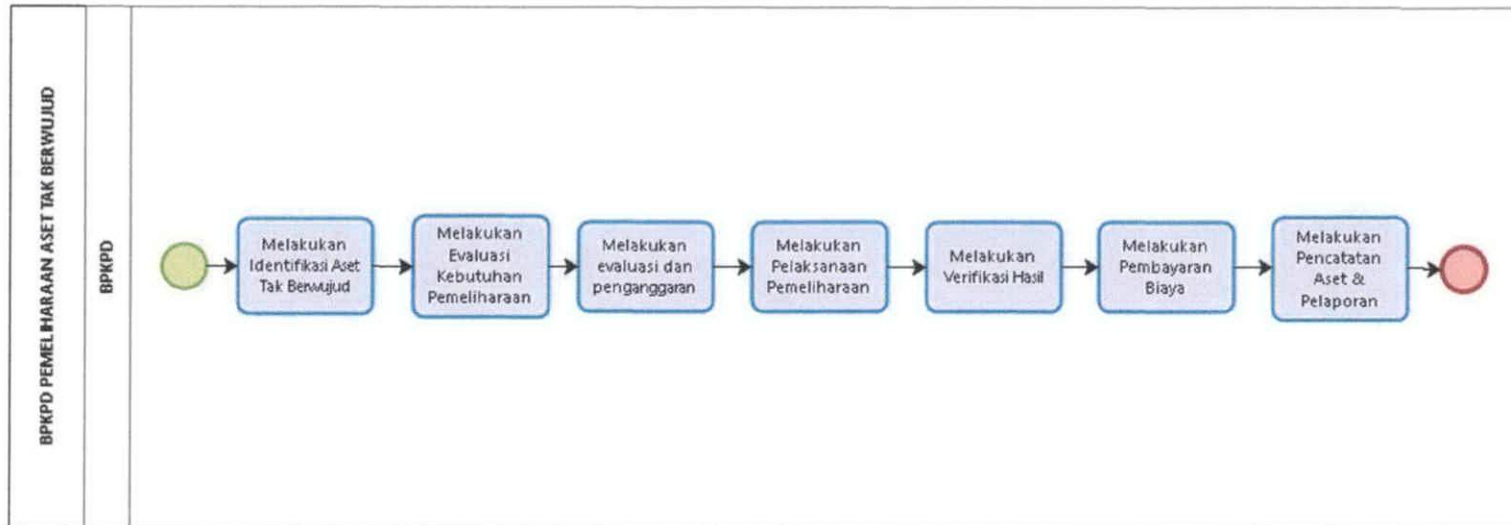 BPKPD PEMELIHARAAN ASET TAK BERWUJUD
BPKPD
Melakukan
Identifikasi Aset
Tak Berwujud
Melakukan
Evaluasi
Kebutuhan
Pemeliharaan
Melakukan
evaluasi dan
penganggaran
Melakukan
Pelaksanaan
Pemeliharaan
Melakukan
Verifikasi Hasil
Melakukan
Pembayaran
Biaya
Melakukan
Pencatatan
Aset &
Pelaporan